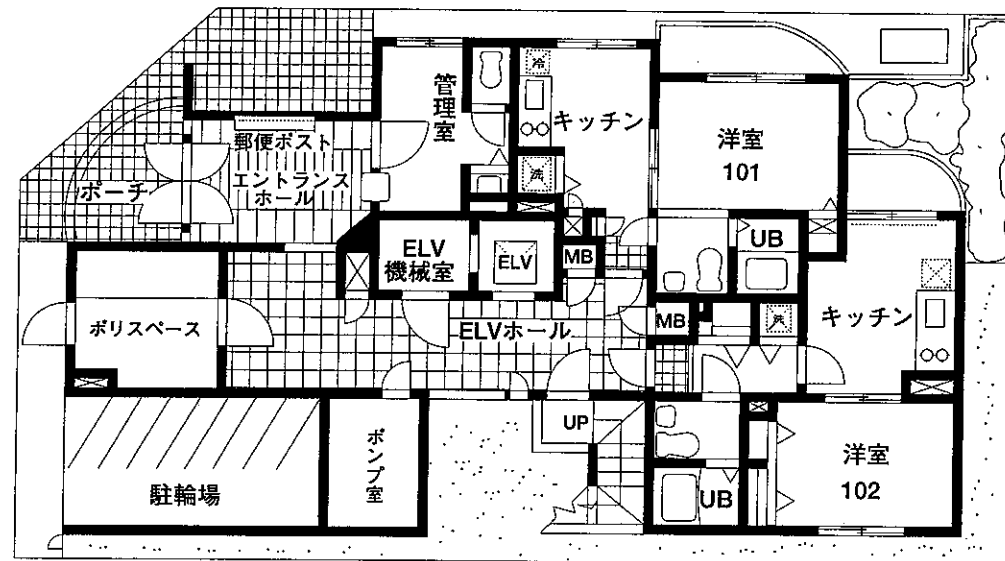 管理室
冷
キッチン
洋室
101
郵便ポスト
エントランス
ホール
ポーチ
洗
UB
ELV
機械室
ELV
MB
ポリスペース
ELVホール
MB
洗
キッチン
UP
ポンプ室
駐輪場
UB
洋室
102